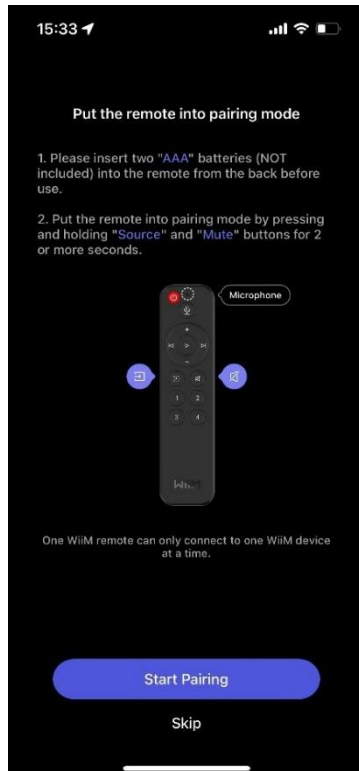 15:33
Put the remote into pairing mode
1. Please insert two "AAA" batteries (NOT
included) into the remote from the back before
use.
2. Put the remote into pairing mode by pressing
and holding "Source" and "Mute" buttons for 2
or more seconds.
Microphone
1 2
3 4
WiiM
One WiiM remote can only connect to one WiiM device
at a time.
Start Pairing
Skip